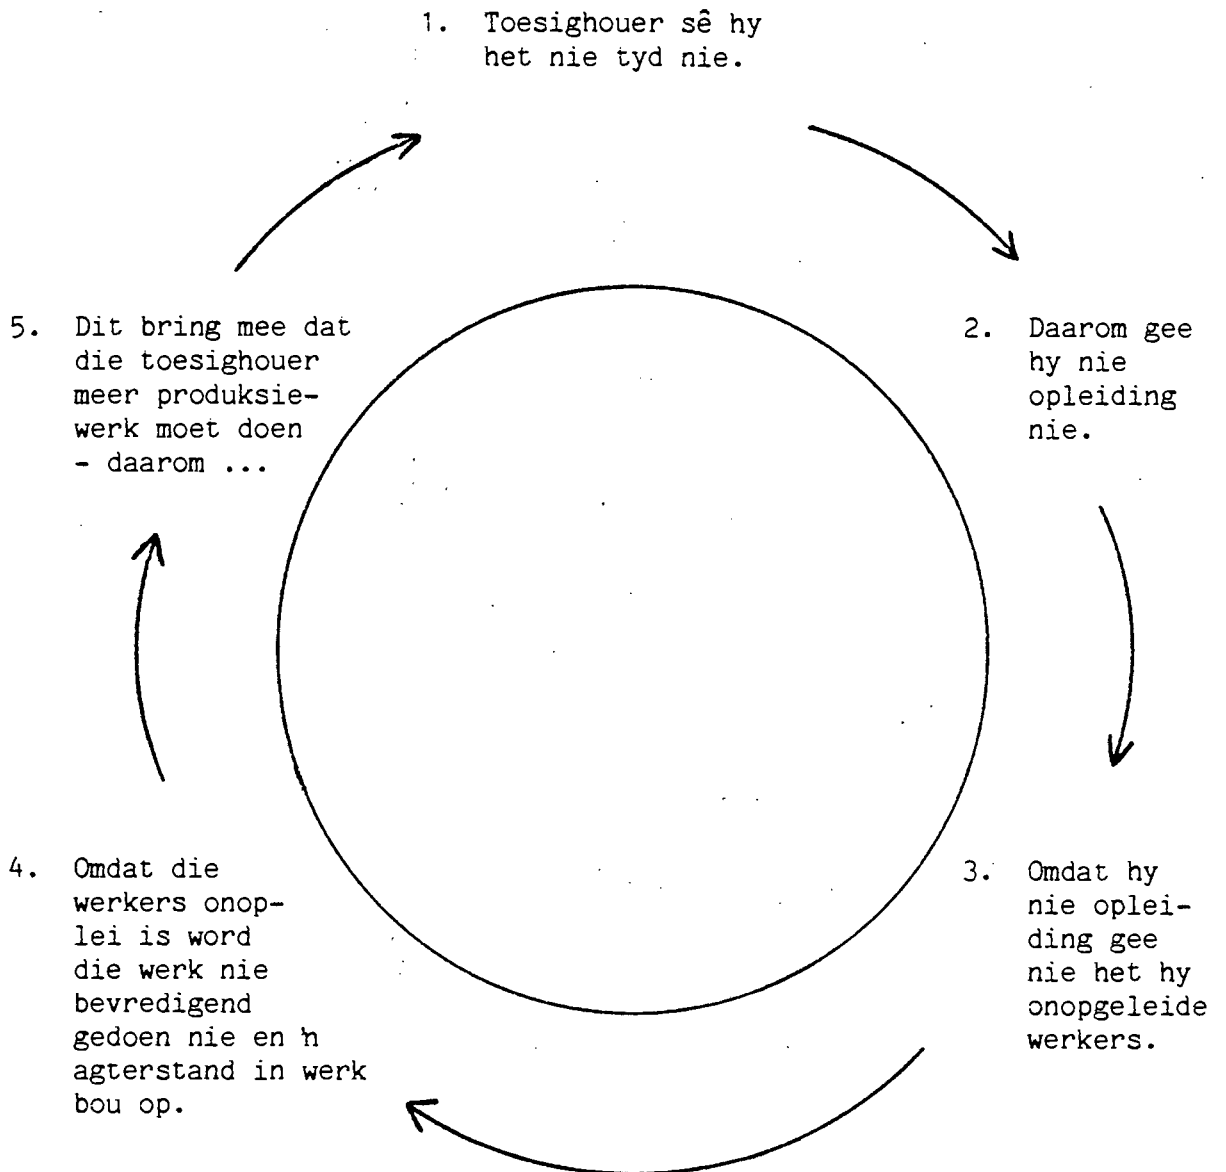 1. Toesighouer sê hy
het nie tyd nie.
2. Daarom gee
hy nie
opleiding
nie.
3. Omdat hy
nie oplei-
ding gee
nie het hy
onopgeleide
werkers.
4. Omdat die
werkers onop-
lei is word
die werk nie
bevredigend
gedoen nie en 'n
agterstand in werk
bou op.
5. Dit bring mee dat
die toesighouer
meer produksie-
werk moet doen
- daarom ...